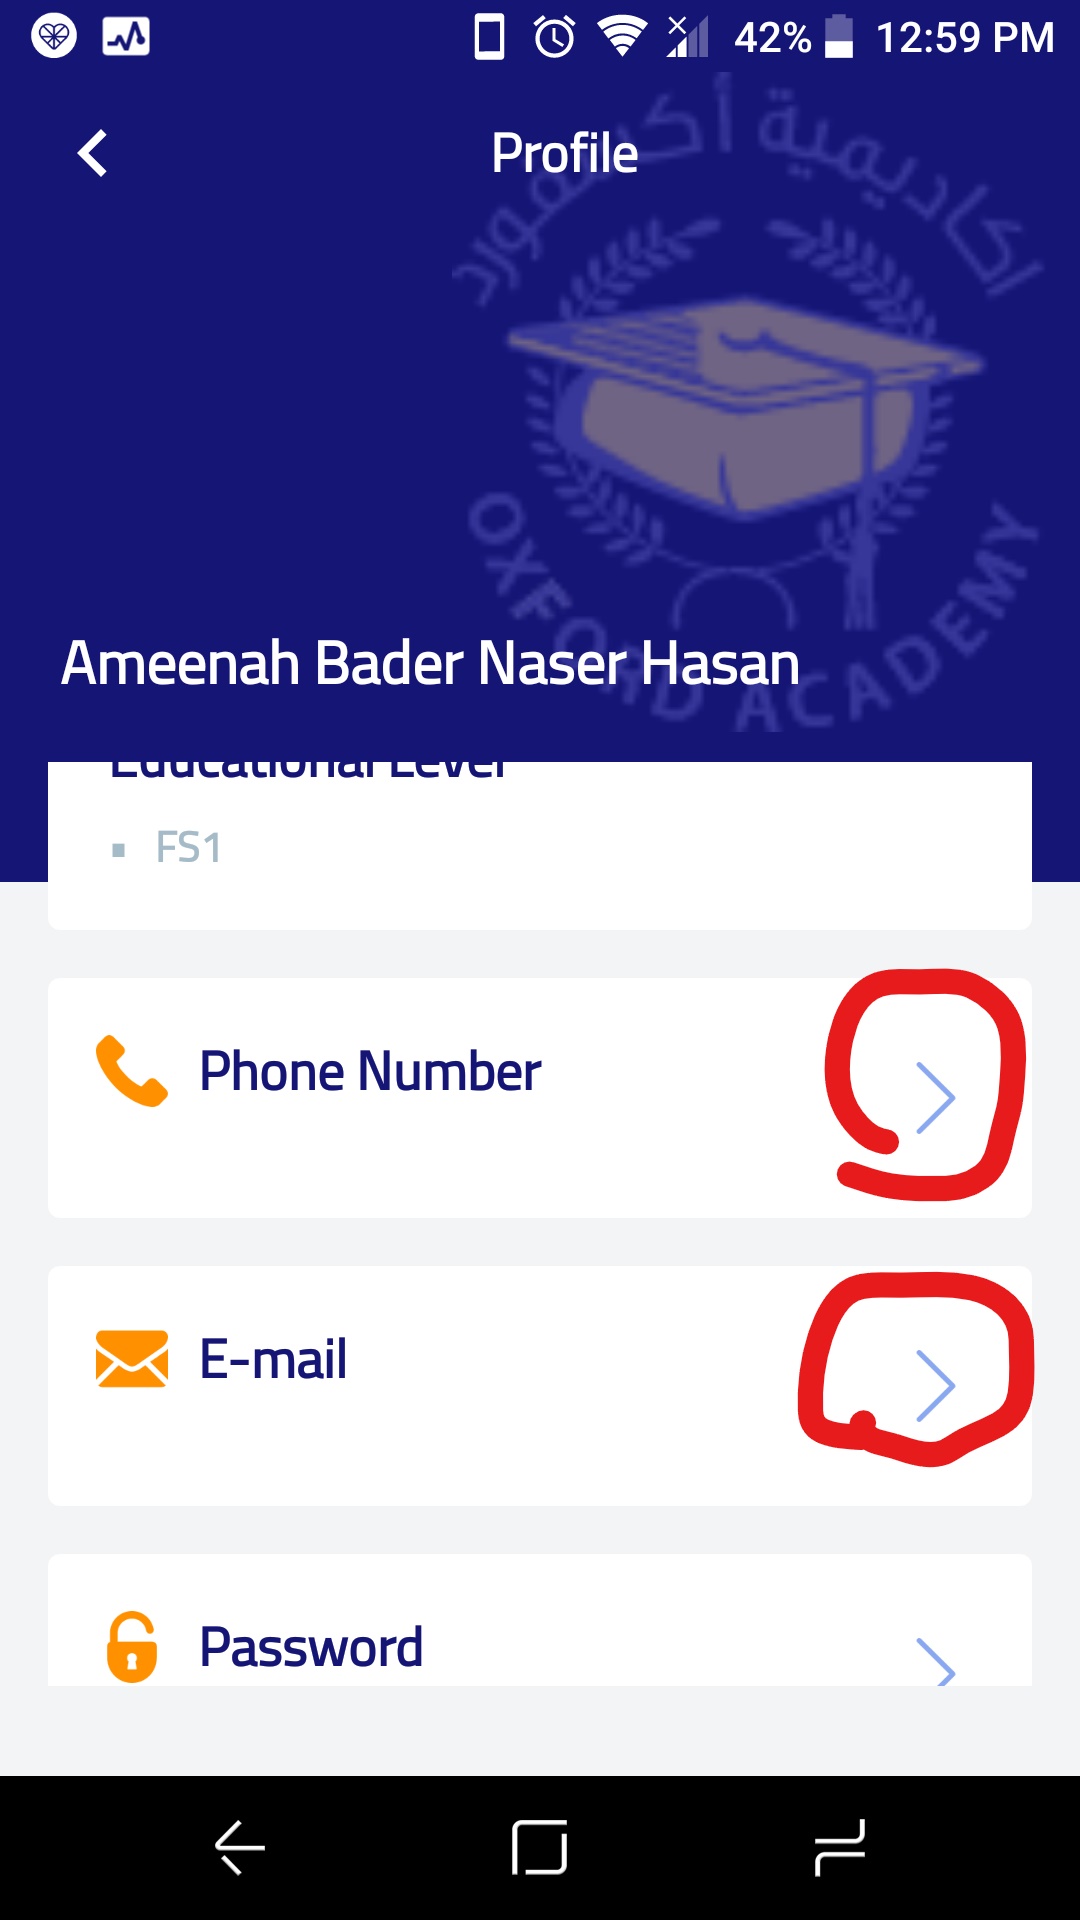 42% 12:59 PM
Profile
اكاديمية أكسفورد
OXFORD ACADEMY
Ameenah Bader Naser Hasan
Educational Level
FS1
Phone Number
E-mail
Password